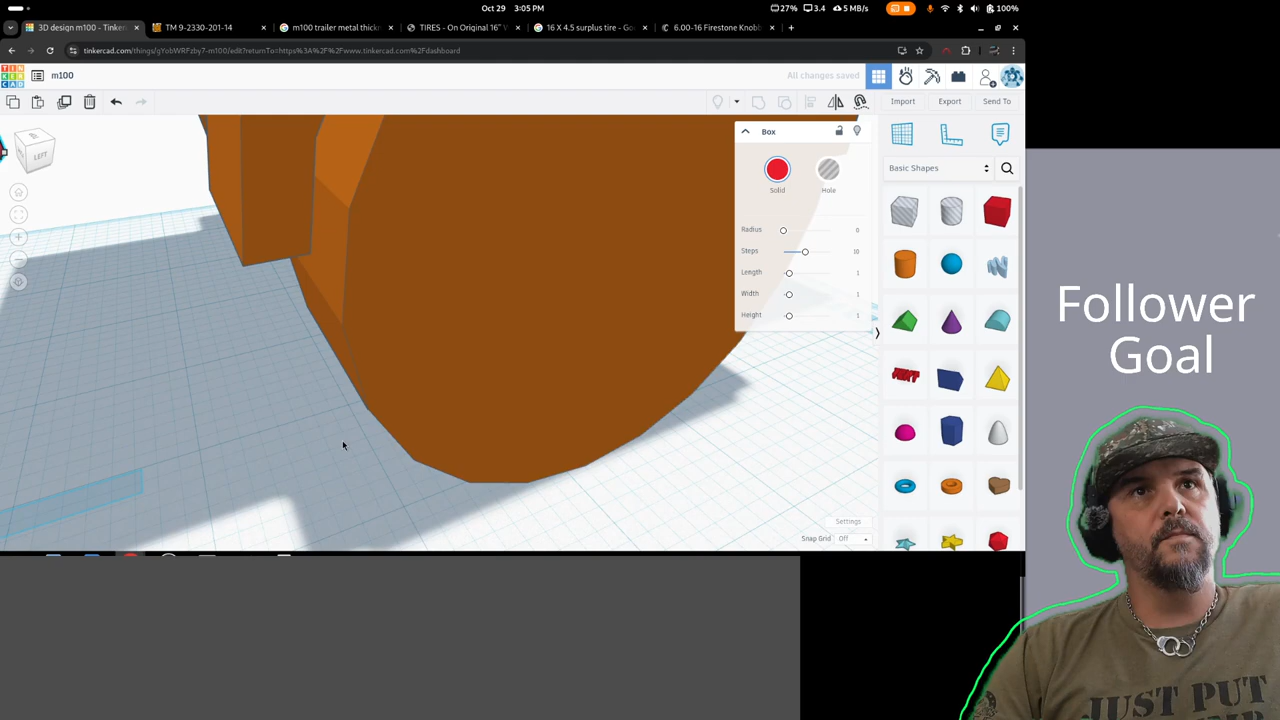 Oct 29 3:05 PM
27% 3.4 5 MB/s 100%
3D design m100 - Tinker
TM 9-2330-201-14
m100 trailer metal thick
TIRES - On Original 16"
16 X 4.5 surplus tire - Go
6.00-16 Firestone Knob
tinkercad.com/things/gYobWRFzby7-m100/edit?returnTo=https%3A%2F%2Fwww.tinkercad.com%2Fdashboard
TIN
KER
CAD
m100
All changes saved
Import
Export
Send To
LEFT
Box
Solid
Hole
Radius 0
Steps 10
Length 1
Width 1
Height 1
Basic Shapes
Settings
Snap Grid Off
Follower
Goal
JUST PUT